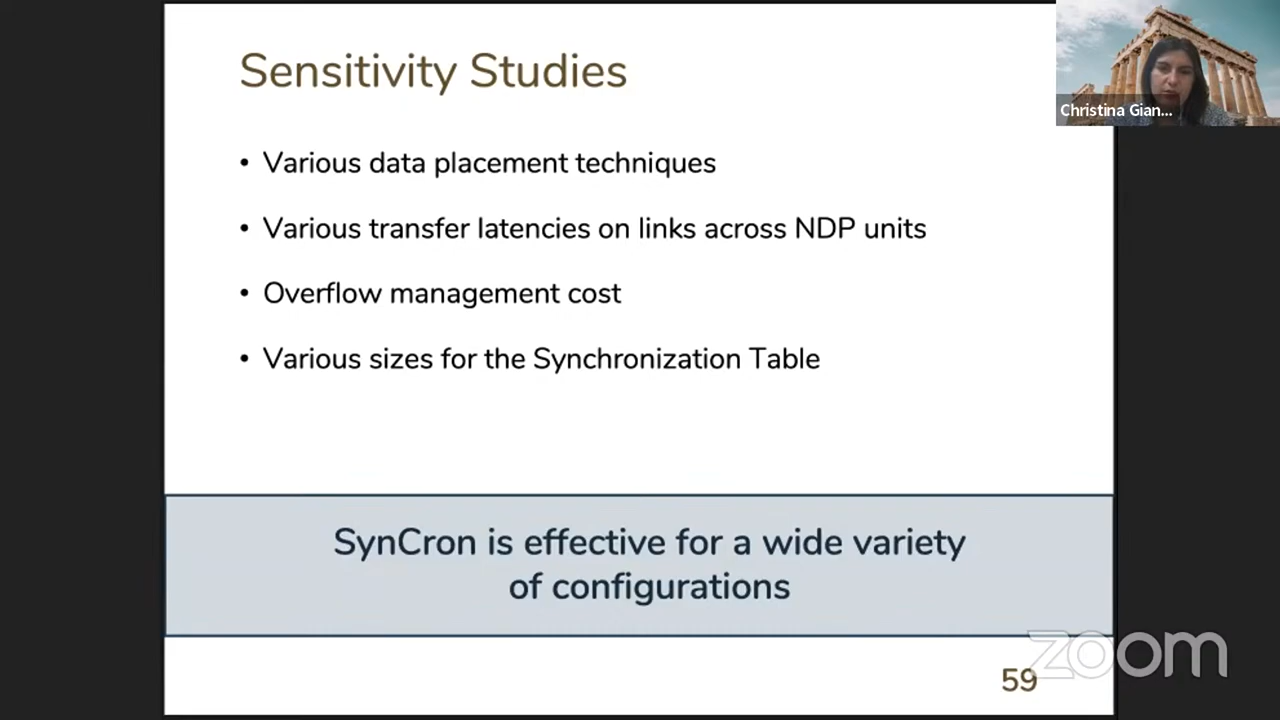 Sensitivity Studies
Christina Gian...
• Various data placement techniques
• Various transfer latencies on links across NDP units
• Overflow management cost
• Various sizes for the Synchronization Table
SynCron is effective for a wide variety
of configurations
59
zoom